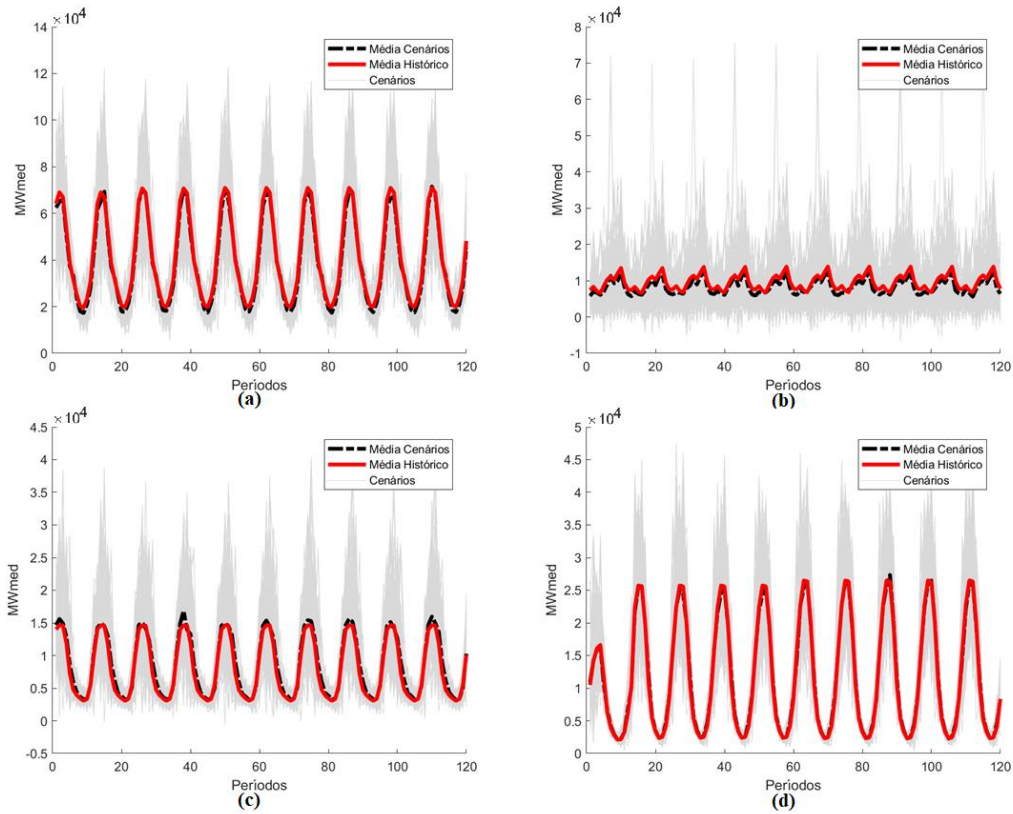 ×10⁴
14
12
10
8
6
4
2
0
MWmed
Média Cenários
Média Histórico
Cenários
0 20 40 60 80 100 120
Períodos
(a)
×10⁴
8
7
6
5
4
3
2
1
0
-1
MWmed
Média Cenários
Média Histórico
Cenários
0 20 40 60 80 100 120
Períodos
(b)
×10⁴
4.5
4
3.5
3
2.5
2
1.5
1
0.5
0
-0.5
MWmed
Média Cenários
Média Histórico
Cenários
0 20 40 60 80 100 120
Períodos
(c)
×10⁴
5
4.5
4
3.5
3
2.5
2
1.5
1
0.5
0
MWmed
Média Cenários
Média Histórico
Cenários
0 20 40 60 80 100 120
Períodos
(d)